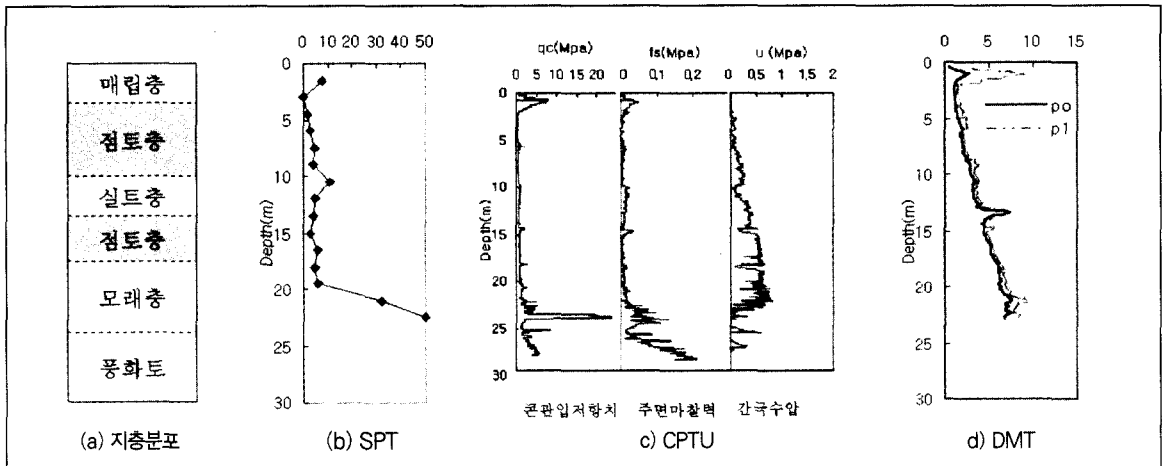 매립층
점토층
실트층
점토층
모래층
풍화토
(a) 지층분포
0 10 20 30 40 50
Depth(m)
0
5
10
15
20
25
30
(b) SPT
qc(Mpa)
0 5 10 15 20
Depth(m)
0
5
10
15
20
25
30
콘관입저항치
fs(Mpa)
0 0.1 0.2
주면마찰력
u (Mpa)
0 0.5 1 1.5 2
간극수압
c) CPTU
0 5 10 15
Depth(m)
0
5
10
15
20
25
30
po
p1
d) DMT